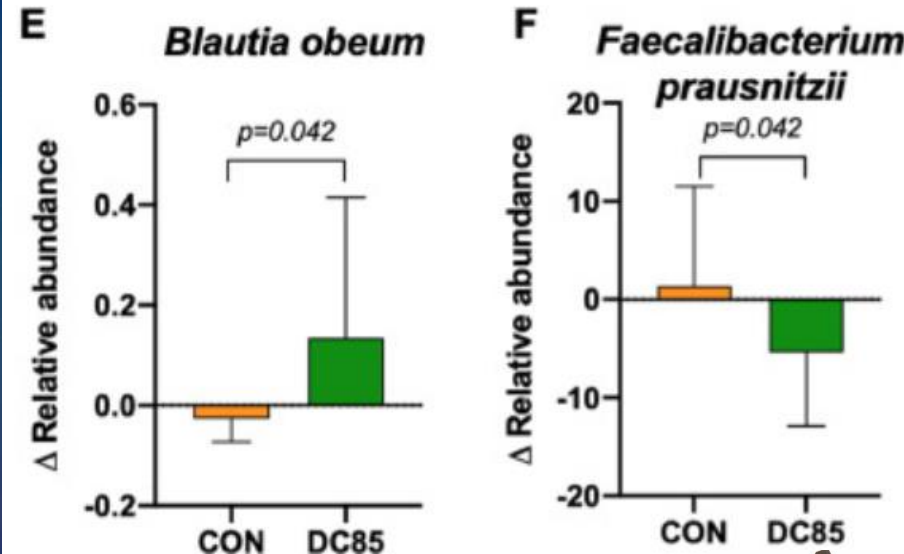 E
Blautia obeum
0.6
0.4
0.2
0.0
-0.2
Δ Relative abundance
p=0.042
CON DC85
F
Faecalibacterium
prausnitzii
20
10
0
-10
-20
Δ Relative abundance
p=0.042
CON DC85